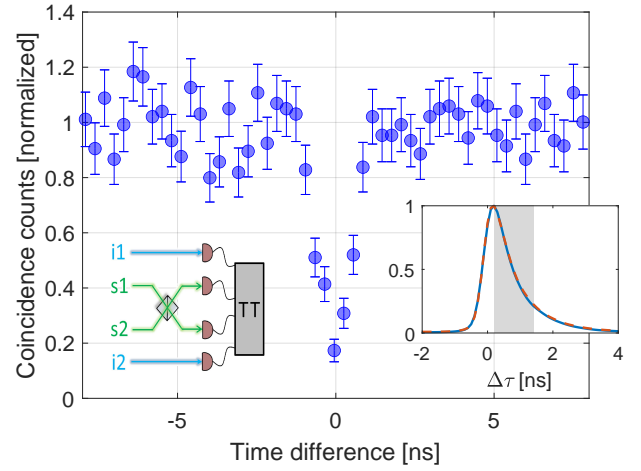 Coincidence counts [normalized]
1.4
1.2
1
0.8
0.6
0.4
0.2
0
-5
0
5
Time difference [ns]
i1
s1
s2
i2
TT
1
0.5
0
-2
0
2
4
Δτ [ns]